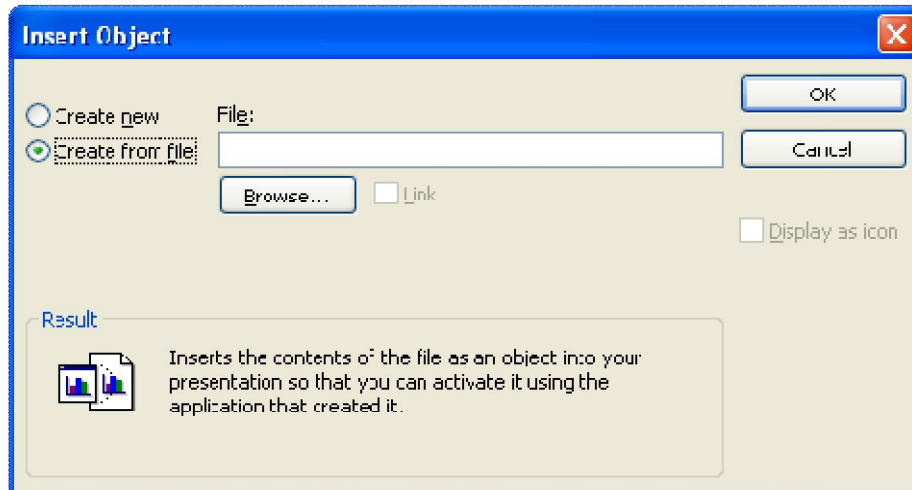 Insert Object
Create new
File:
OK
Create from file
Cancel
Browse...
Link
Display as icon
Result
Inserts the contents of the file as an object into your
presentation so that you can activate it using the
application that created it.